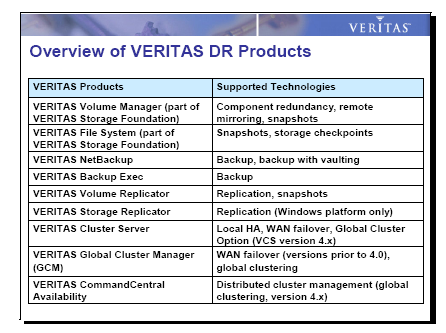 VERITAS
Overview of VERITAS DR Products
VERITAS Products
Supported Technologies
VERITAS Volume Manager (part of
VERITAS Storage Foundation)
Component redundancy, remote
mirroring, snapshots
VERITAS File System (part of
VERITAS Storage Foundation)
Snapshots, storage checkpoints
VERITAS NetBackup
Backup, backup with vaulting
VERITAS Backup Exec
Backup
VERITAS Volume Replicator
Replication, snapshots
VERITAS Storage Replicator
Replication (Windows platform only)
VERITAS Cluster Server
Local HA, WAN failover, Global Cluster
Option (VCS version 4.x)
VERITAS Global Cluster Manager
(GCM)
WAN failover (versions prior to 4.0),
global clustering
VERITAS CommandCentral
Availability
Distributed cluster management (global
clustering, version 4.x)